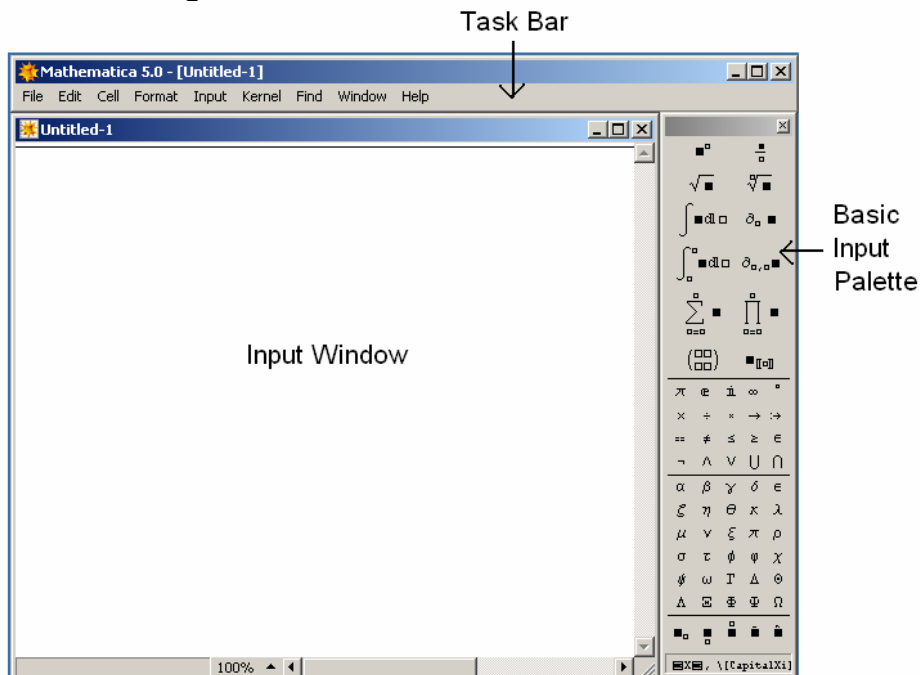 Task Bar
Mathematica 5.0 - [Untitled-1]
File Edit Cell Format Input Kernel Find Window Help
Untitled-1
Basic
Input
Palette
Input Window
∫■ⅆ□ ∂□ ■
∫□□■ⅆ□ ∂□,□■
∑□□=□ ■ ∏□□=□ ■
■⟦□⟧
π ⅇ ⅈ ∞ °
× ÷ × → :→
== ≠ ≤ ≥ ∈
¬ ∧ ∨ ∪ ∩
α β γ δ ϵ
ζ η θ κ λ
μ ν ξ π ρ
σ τ ϕ φ χ
ψ ω Γ Δ Θ
Λ Ξ Φ Ψ Ω
100%
X , \[CapitalXi]